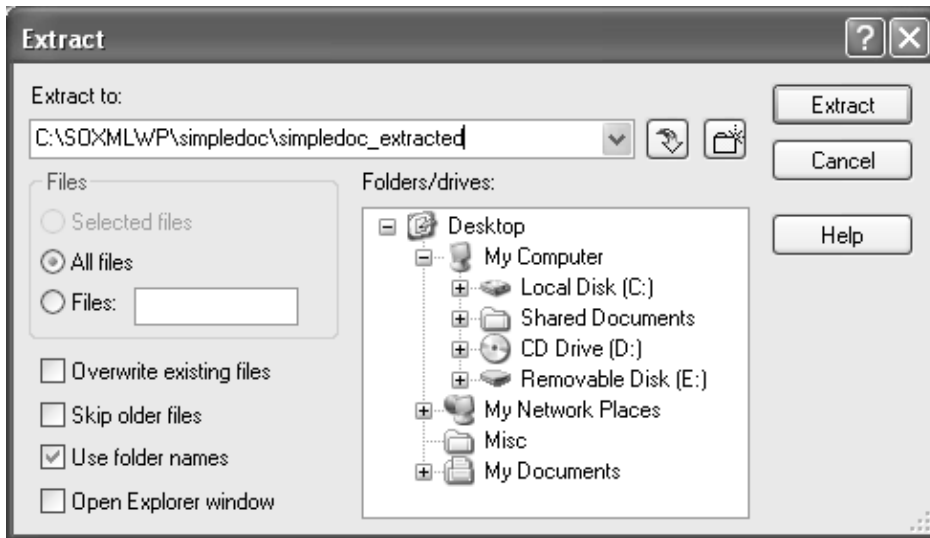 Extract
Extract to:
C:\SOXMLWP\simpledoc\simpledoc_extracted
Files
Selected files
All files
Files:
Overwrite existing files
Skip older files
Use folder names
Open Explorer window
Folders/drives:
Desktop
My Computer
Local Disk (C:)
Shared Documents
CD Drive (D:)
Removable Disk (E:)
My Network Places
Misc
My Documents
Extract
Cancel
Help